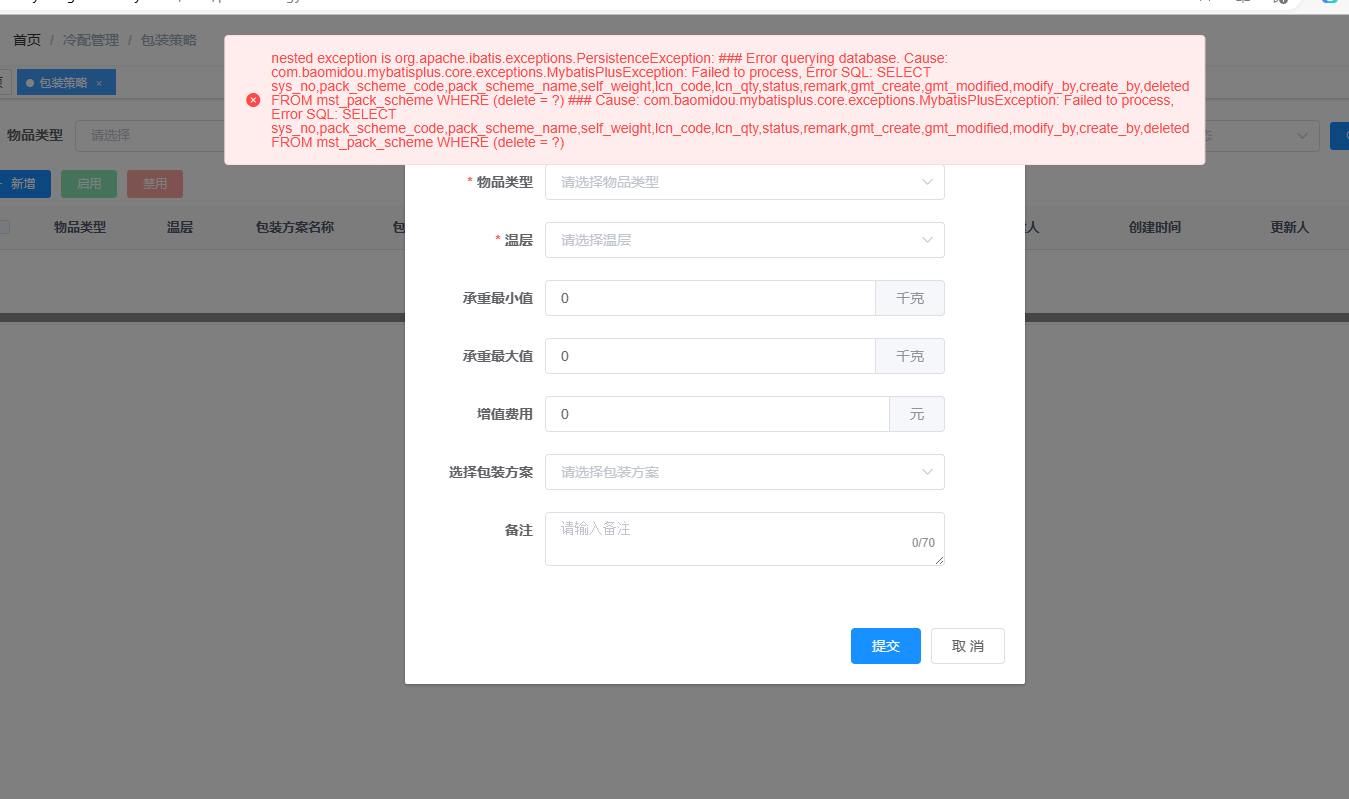 首页 / 冷配管理 / 包装策略
包装策略 ×
nested exception is org.apache.ibatis.exceptions.PersistenceException: ### Error querying database. Cause:
com.baomidou.mybatisplus.core.exceptions.MybatisPlusException: Failed to process, Error SQL: SELECT
sys_no,pack_scheme_code,pack_scheme_name,self_weight,lcn_code,lcn_qty,status,remark,gmt_create,gmt_modified,modify_by,create_by,deleted
FROM mst_pack_scheme WHERE (delete = ?) ### Cause: com.baomidou.mybatisplus.core.exceptions.MybatisPlusException: Failed to process,
Error SQL: SELECT
sys_no,pack_scheme_code,pack_scheme_name,self_weight,lcn_code,lcn_qty,status,remark,gmt_create,gmt_modified,modify_by,create_by,deleted
FROM mst_pack_scheme WHERE (delete = ?)
物品类型 请选择
新增 启用 禁用
物品类型 温层 包装方案名称 包 人 创建时间 更新人
* 物品类型 请选择物品类型
* 温层 请选择温层
承重最小值 0 千克
承重最大值 0 千克
增值费用 0 元
选择包装方案 请选择包装方案
备注 请输入备注
0/70
提交 取 消